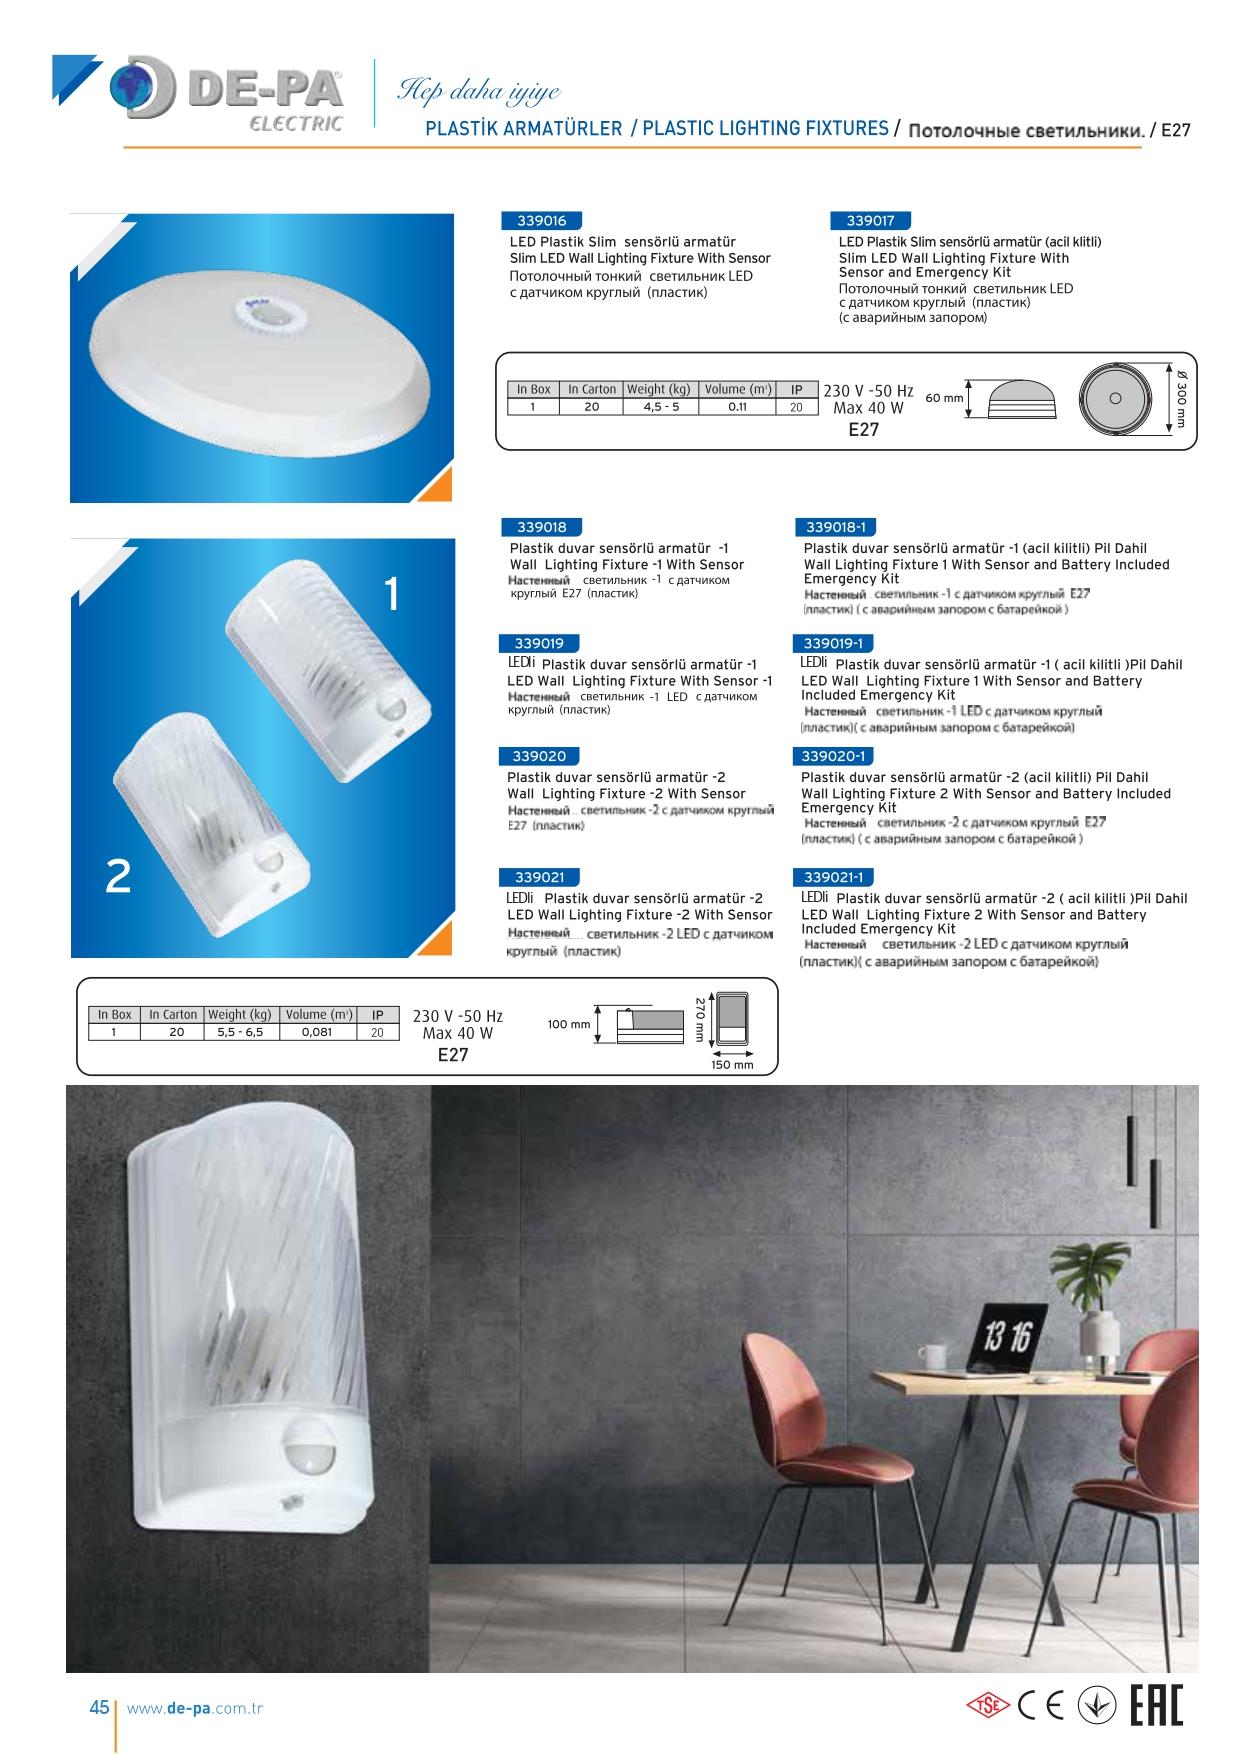 DE-PA®
ELECTRIC
Hep daha iyiye
PLASTİK ARMATÜRLER / PLASTIC LIGHTING FIXTURES / Потолочные светильники. / E27
339016
LED Plastik Slim sensörlü armatür
Slim LED Wall Lighting Fixture With Sensor
Потолочный тонкий светильник LED
с датчиком круглый (пластик)
339017
LED Plastik Slim sensörlü armatür (acil klitli)
Slim LED Wall Lighting Fixture With
Sensor and Emergency Kit
Потолочный тонкий светильник LED
с датчиком круглый (пластик)
(с аварийным запором)
In Box In Carton Weight (kg) Volume (m³) IP
1 20 4,5 - 5 0.11 20
230 V -50 Hz
Max 40 W
E27
60 mm
Ø 300 mm
1
2
339018
Plastik duvar sensörlü armatür -1
Wall Lighting Fixture -1 With Sensor
Настенный светильник -1 с датчиком
круглый E27 (пластик)
339018-1
Plastik duvar sensörlü armatür -1 (acil kilitli) Pil Dahil
Wall Lighting Fixture 1 With Sensor and Battery Included
Emergency Kit
Настенный светильник -1 с датчиком круглый E27
(пластик) ( с аварийным запором с батарейкой )
339019
LEDli Plastik duvar sensörlü armatür -1
LED Wall Lighting Fixture With Sensor -1
Настенный светильник -1 LED с датчиком
круглый (пластик)
339019-1
LEDli Plastik duvar sensörlü armatür -1 ( acil kilitli )Pil Dahil
LED Wall Lighting Fixture 1 With Sensor and Battery
Included Emergency Kit
Настенный светильник -1 LED с датчиком круглый
(пластик)( с аварийным запором с батарейкой)
339020
Plastik duvar sensörlü armatür -2
Wall Lighting Fixture -2 With Sensor
Настенный светильник -2 с датчиком круглый
E27 (пластик)
339020-1
Plastik duvar sensörlü armatür -2 (acil kilitli) Pil Dahil
Wall Lighting Fixture 2 With Sensor and Battery Included
Emergency Kit
Настенный светильник -2 с датчиком круглый E27
(пластик) ( с аварийным запором с батарейкой )
339021
LEDli Plastik duvar sensörlü armatür -2
LED Wall Lighting Fixture -2 With Sensor
Настенный светильник -2 LED с датчиком
круглый (пластик)
339021-1
LEDli Plastik duvar sensörlü armatür -2 ( acil kilitli )Pil Dahil
LED Wall Lighting Fixture 2 With Sensor and Battery
Included Emergency Kit
Настенный светильник -2 LED с датчиком круглый
(пластик)( с аварийным запором с батарейкой)
In Box In Carton Weight (kg) Volume (m³) IP
1 20 5,5 - 6,5 0,081 20
230 V -50 Hz
Max 40 W
E27
100 mm
270 mm
150 mm
13 16
45
www.de-pa.com.tr
TSE CE EAC